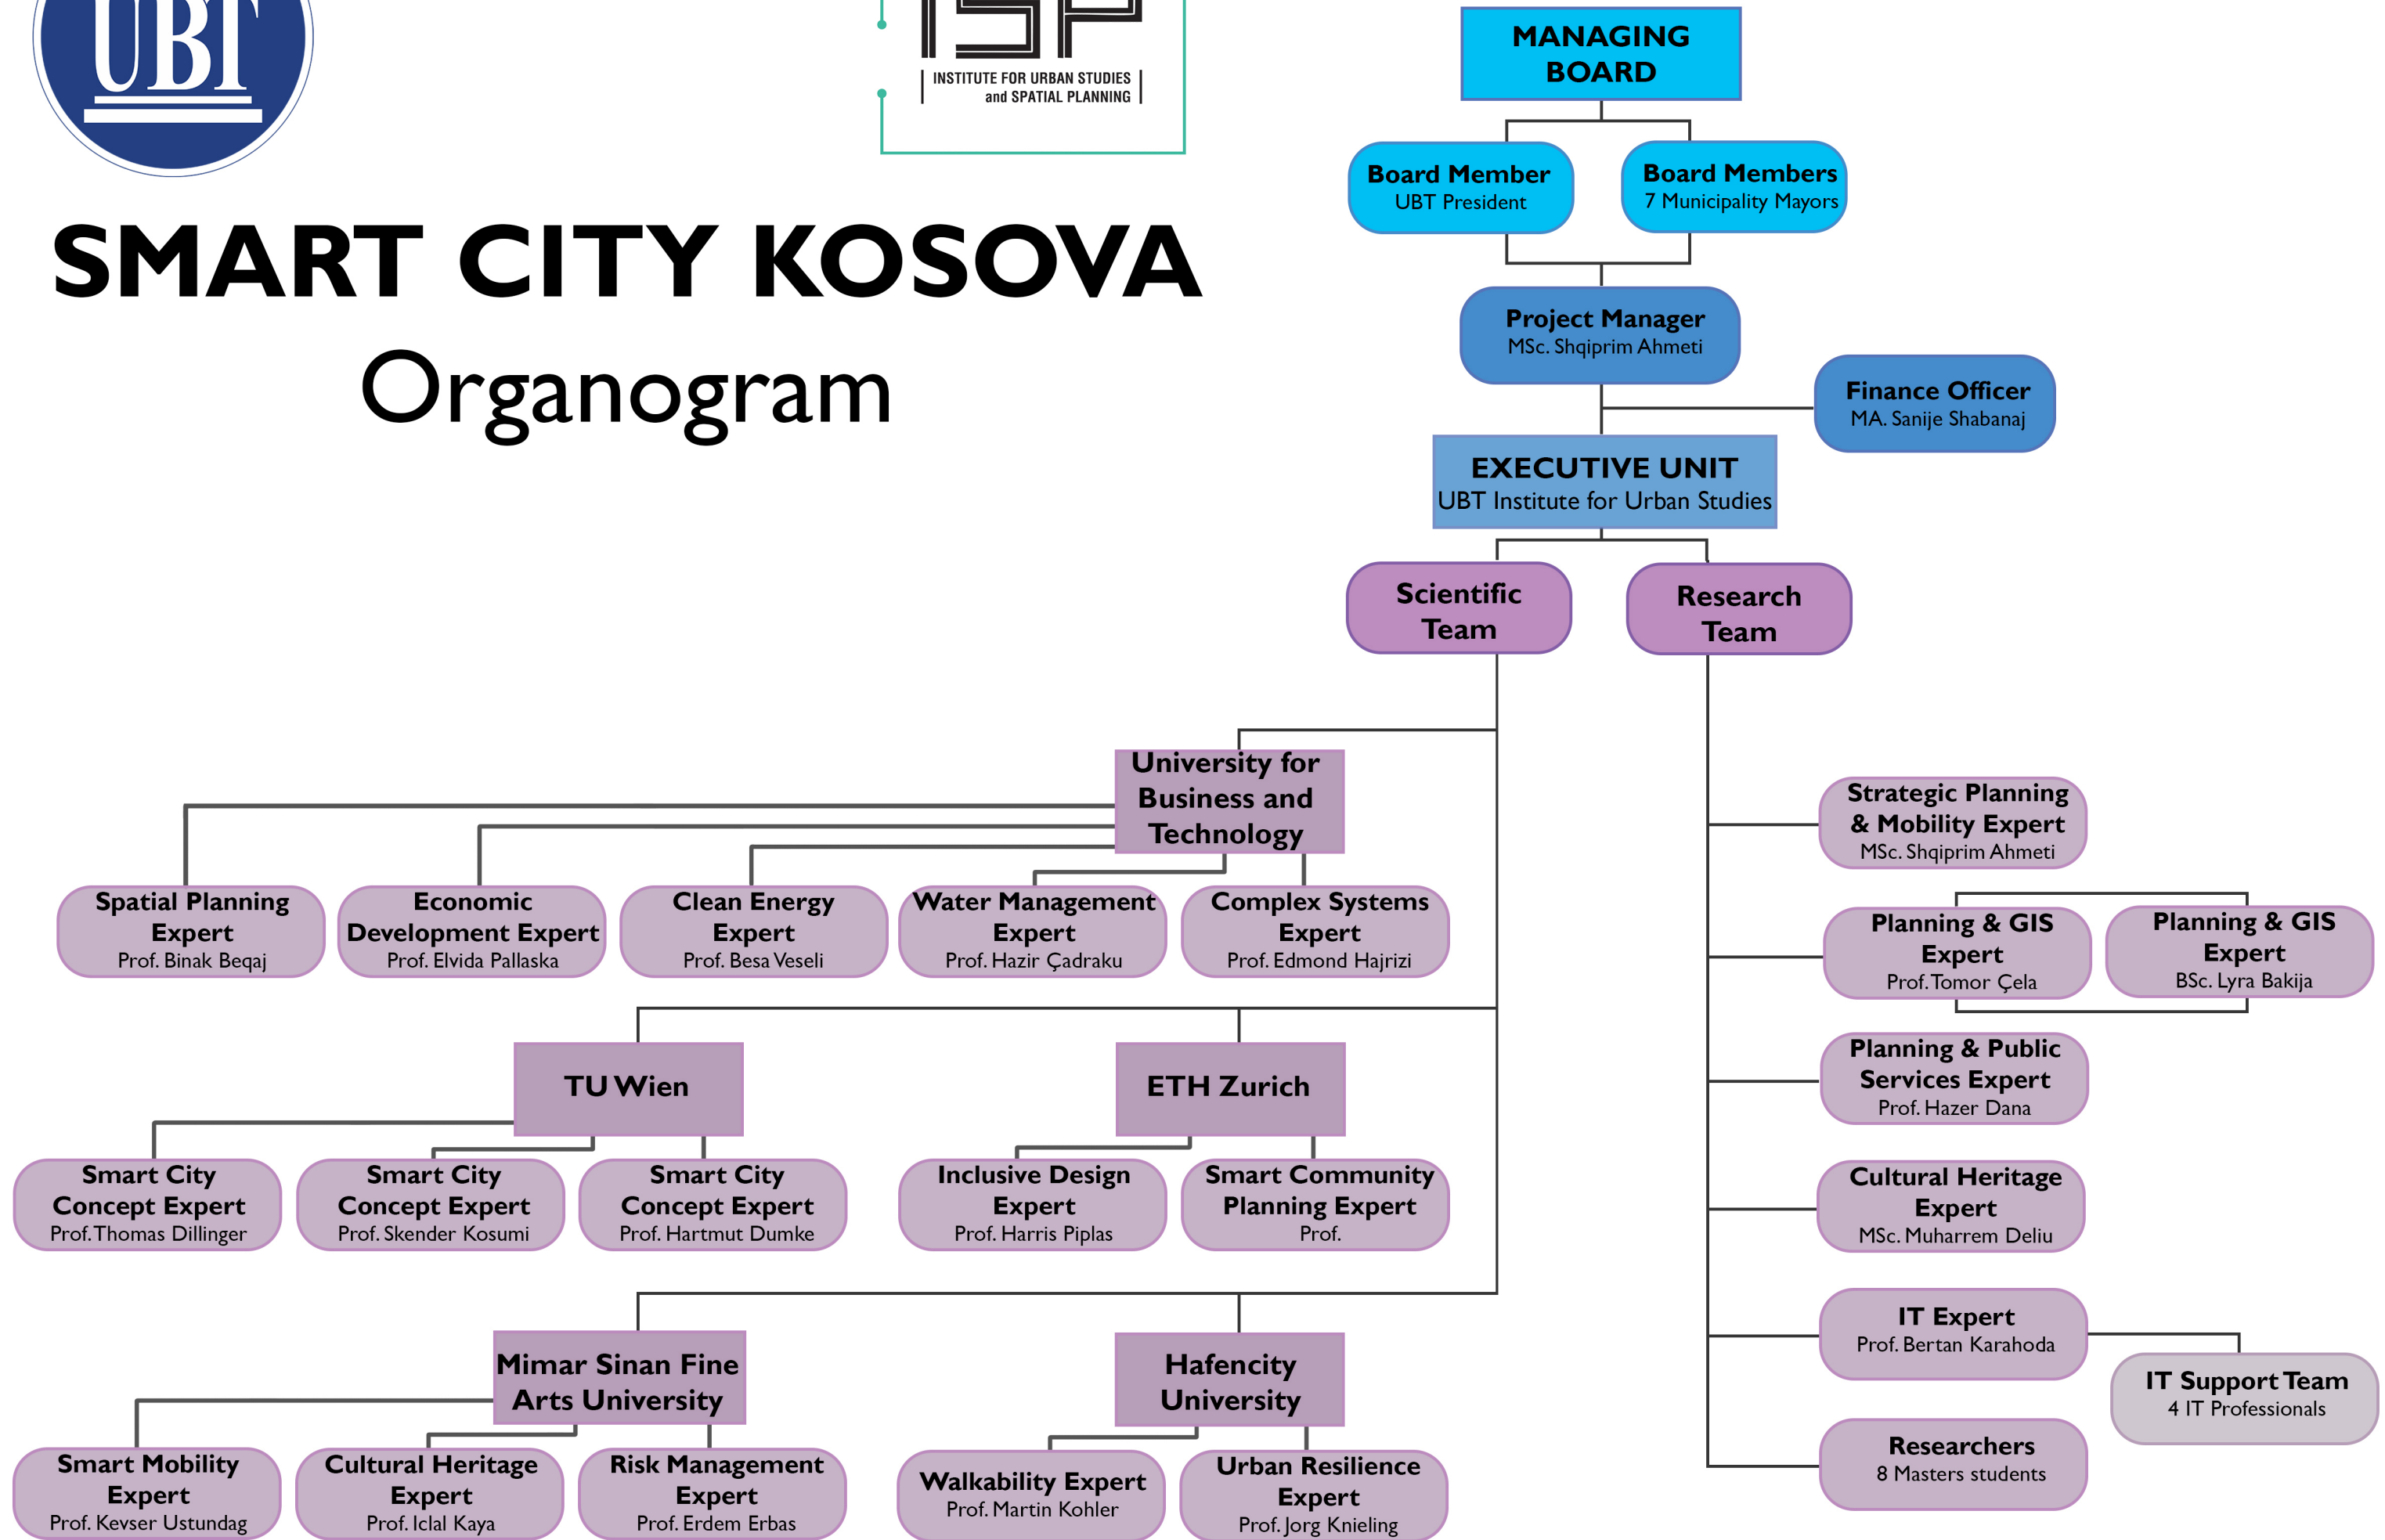 UBT
ISP
INSTITUTE FOR URBAN STUDIES
and SPATIAL PLANNING
SMART CITY KOSOVA
Organogram
MANAGING
BOARD
Board Member
UBT President
Board Members
7 Municipality Mayors
Project Manager
MSc. Shqiprim Ahmeti
Finance Officer
MA. Sanije Shabanaj
EXECUTIVE UNIT
UBT Institute for Urban Studies
Scientific
Team
Research
Team
University for
Business and
Technology
Spatial Planning
Expert
Prof. Binak Beqaj
Economic
Development Expert
Prof. Elvida Pallaska
Clean Energy
Expert
Prof. Besa Veseli
Water Management
Expert
Prof. Hazir Çadraku
Complex Systems
Expert
Prof. Edmond Hajrizi
TU Wien
ETH Zurich
Smart City
Concept Expert
Prof. Thomas Dillinger
Smart City
Concept Expert
Prof. Skender Kosumi
Smart City
Concept Expert
Prof. Hartmut Dumke
Inclusive Design
Expert
Prof. Harris Piplas
Smart Community
Planning Expert
Prof.
Mimar Sinan Fine
Arts University
Hafencity
University
Smart Mobility
Expert
Prof. Kevser Ustundag
Cultural Heritage
Expert
Prof. Iclal Kaya
Risk Management
Expert
Prof. Erdem Erbas
Walkability Expert
Prof. Martin Kohler
Urban Resilience
Expert
Prof. Jorg Knieling
Strategic Planning
& Mobility Expert
MSc. Shqiprim Ahmeti
Planning & GIS
Expert
Prof. Tomor Çela
Planning & GIS
Expert
BSc. Lyra Bakija
Planning & Public
Services Expert
Prof. Hazer Dana
Cultural Heritage
Expert
MSc. Muharrem Deliu
IT Expert
Prof. Bertan Karahoda
IT Support Team
4 IT Professionals
Researchers
8 Masters students